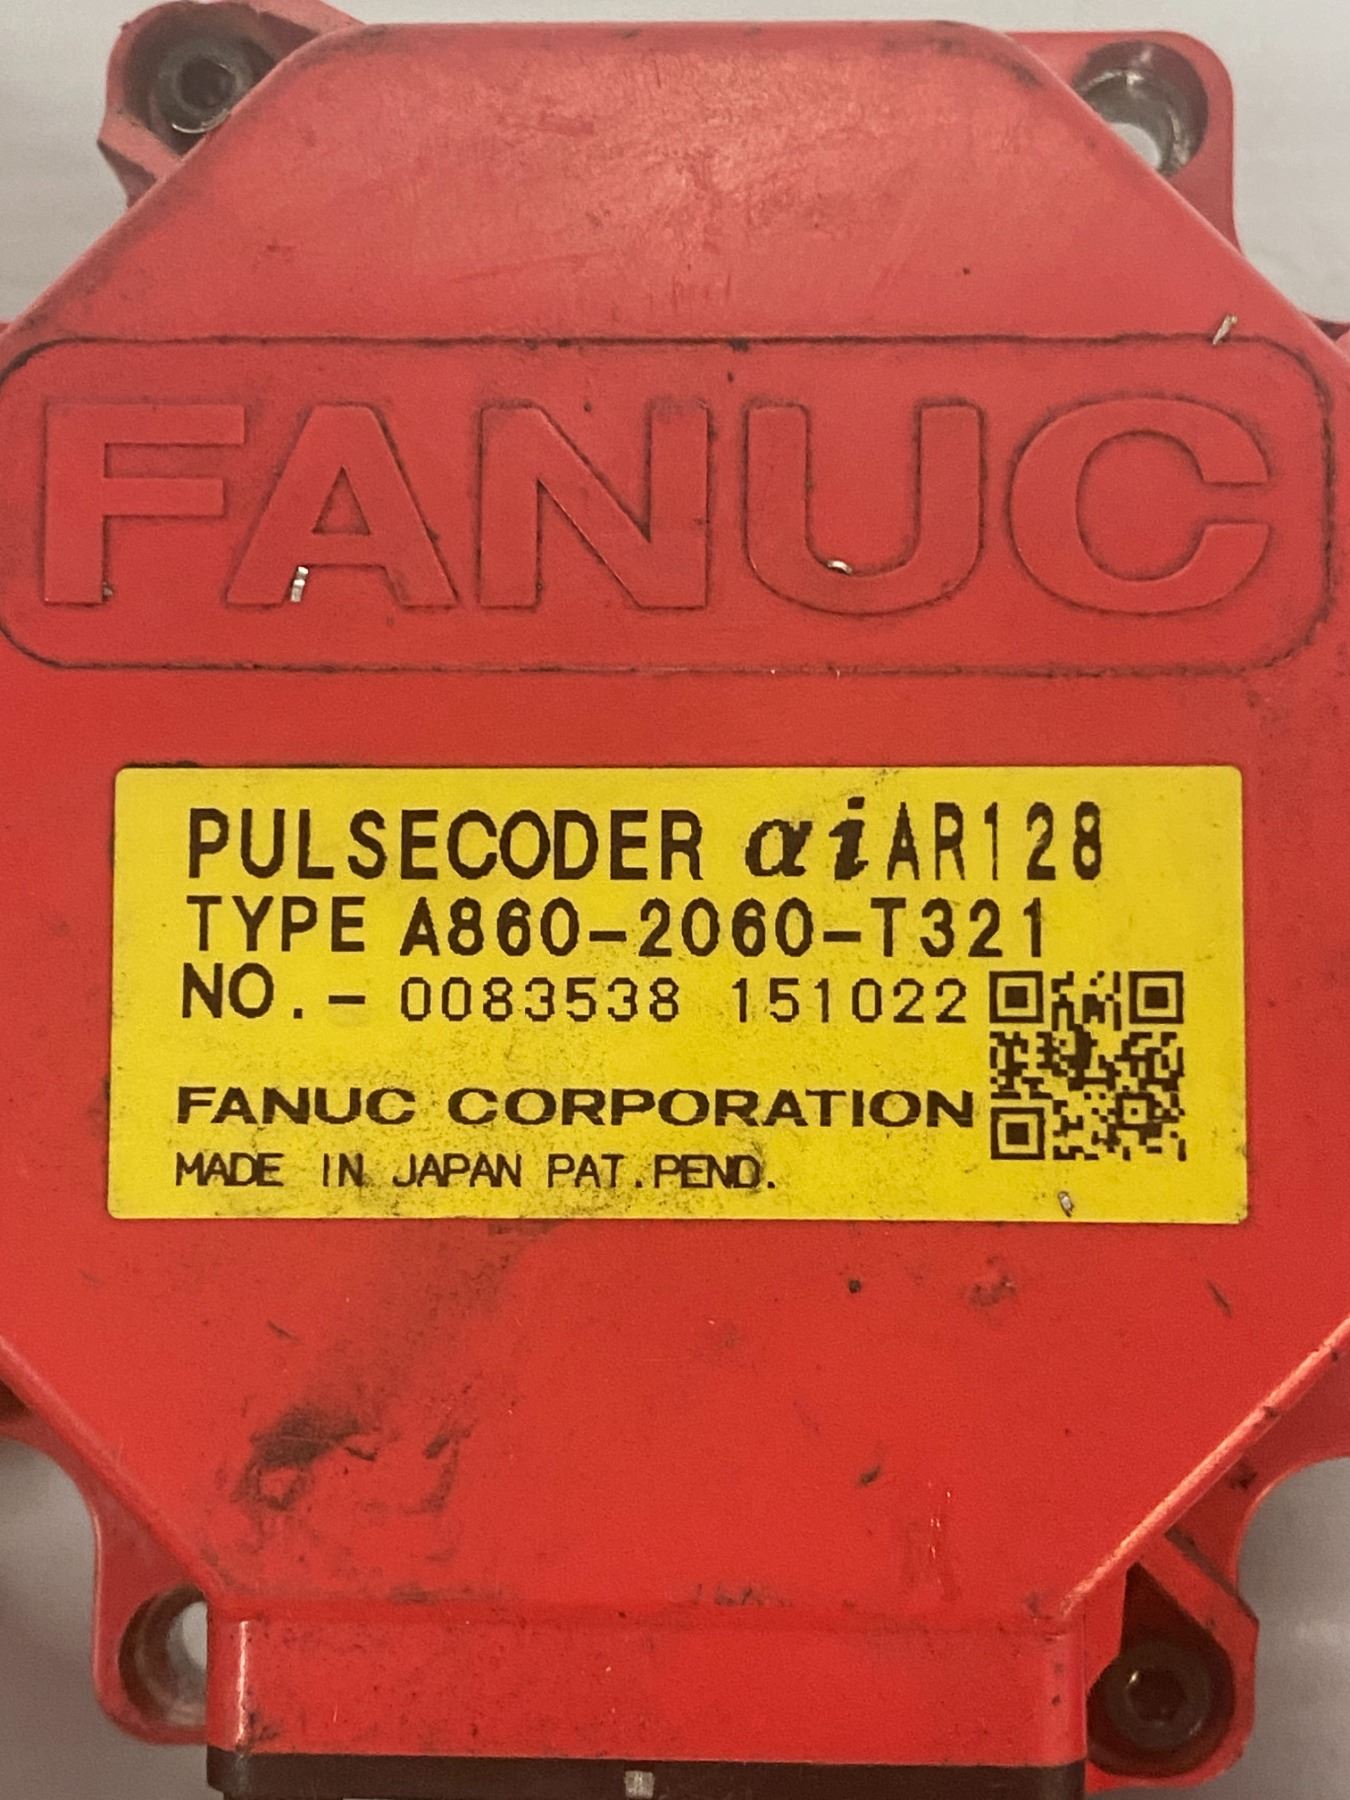 FANUC
PULSECODER αiAR128
TYPE A860-2060-T321
NO.- 0083538 151022
FANUC CORPORATION
MADE IN JAPAN PAT.PEND.